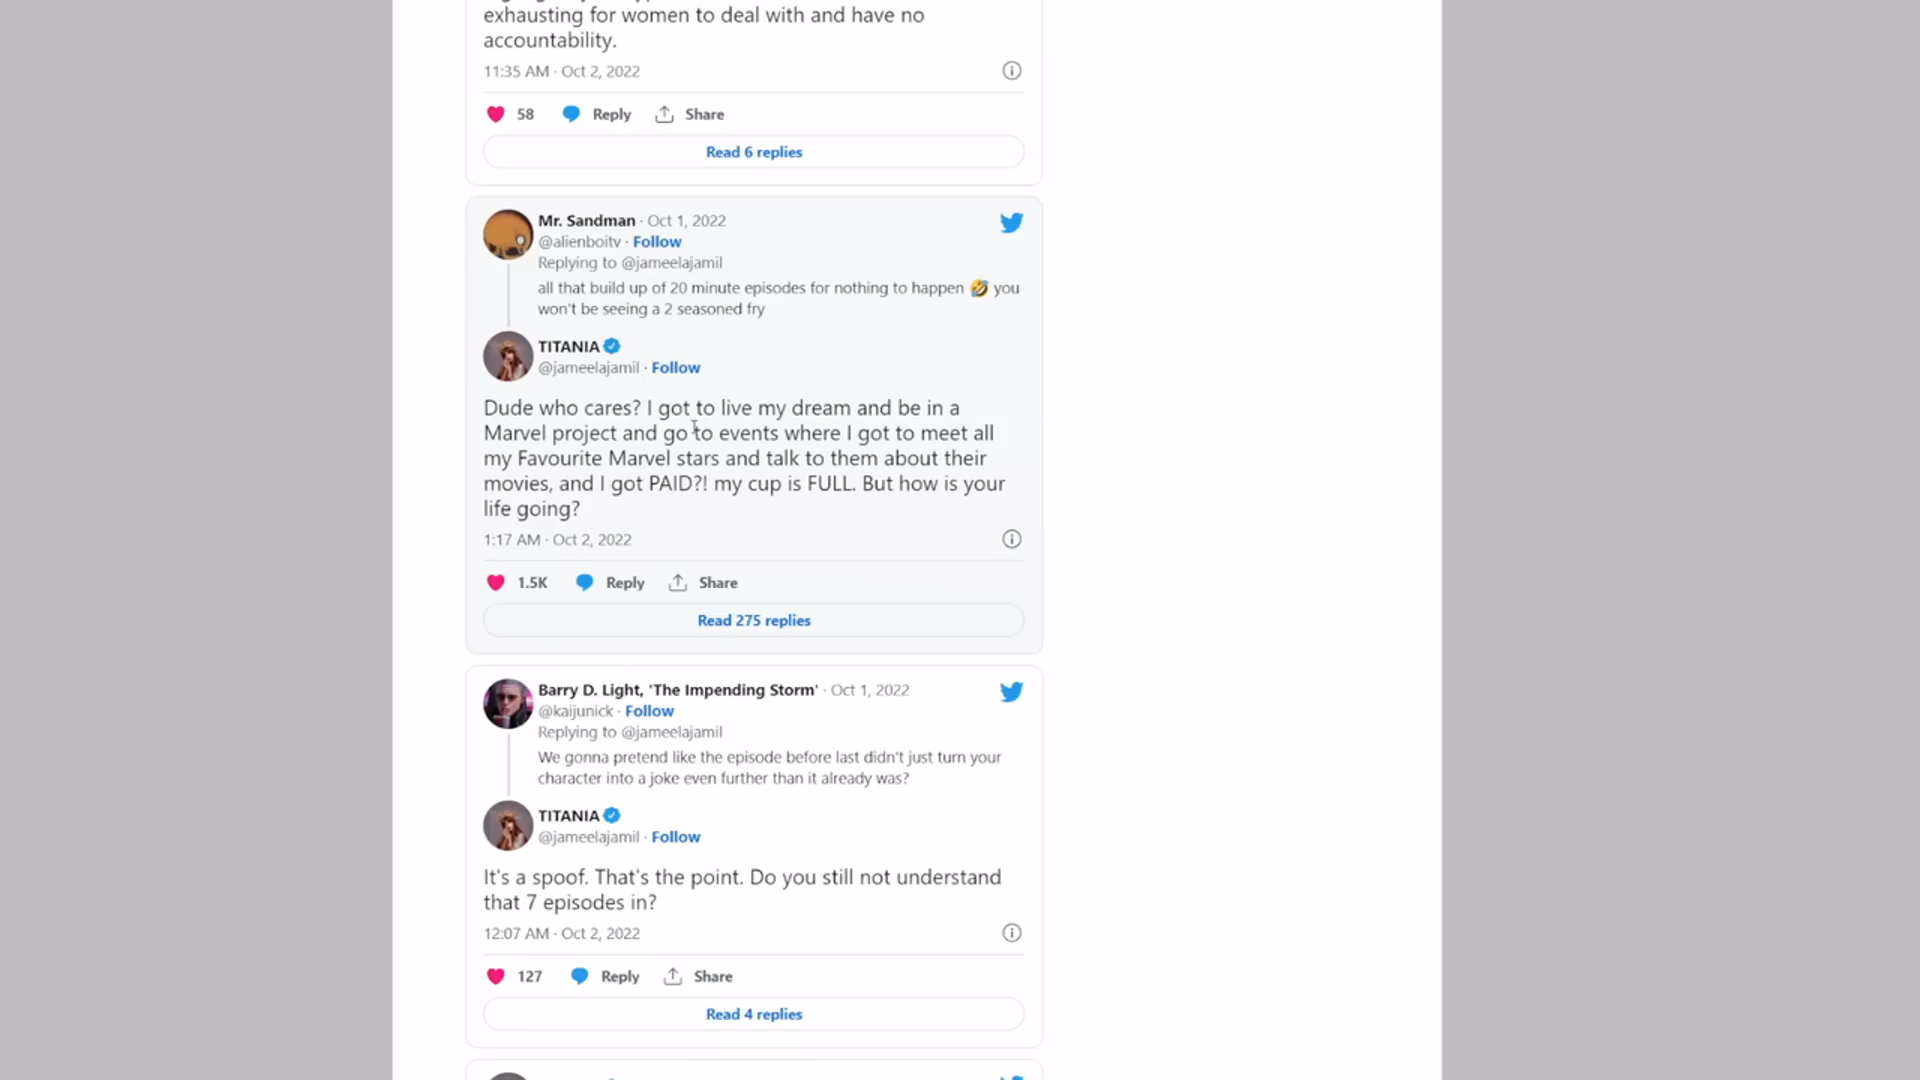 exhausting for women to deal with and have no
accountability.
11:35 AM · Oct 2, 2022
58 Reply Share
Read 6 replies
Mr. Sandman · Oct 1, 2022
@alienboitv · Follow
Replying to @jameelajamil
all that build up of 20 minute episodes for nothing to happen 🤣 you
won't be seeing a 2 seasoned fry
TITANIA
@jameelajamil · Follow
Dude who cares? I got to live my dream and be in a
Marvel project and go to events where I got to meet all
my Favourite Marvel stars and talk to them about their
movies, and I got PAID?! my cup is FULL. But how is your
life going?
1:17 AM · Oct 2, 2022
1.5K Reply Share
Read 275 replies
Barry D. Light, 'The Impending Storm' · Oct 1, 2022
@kaijunick · Follow
Replying to @jameelajamil
We gonna pretend like the episode before last didn't just turn your
character into a joke even further than it already was?
TITANIA
@jameelajamil · Follow
It's a spoof. That's the point. Do you still not understand
that 7 episodes in?
12:07 AM · Oct 2, 2022
127 Reply Share
Read 4 replies